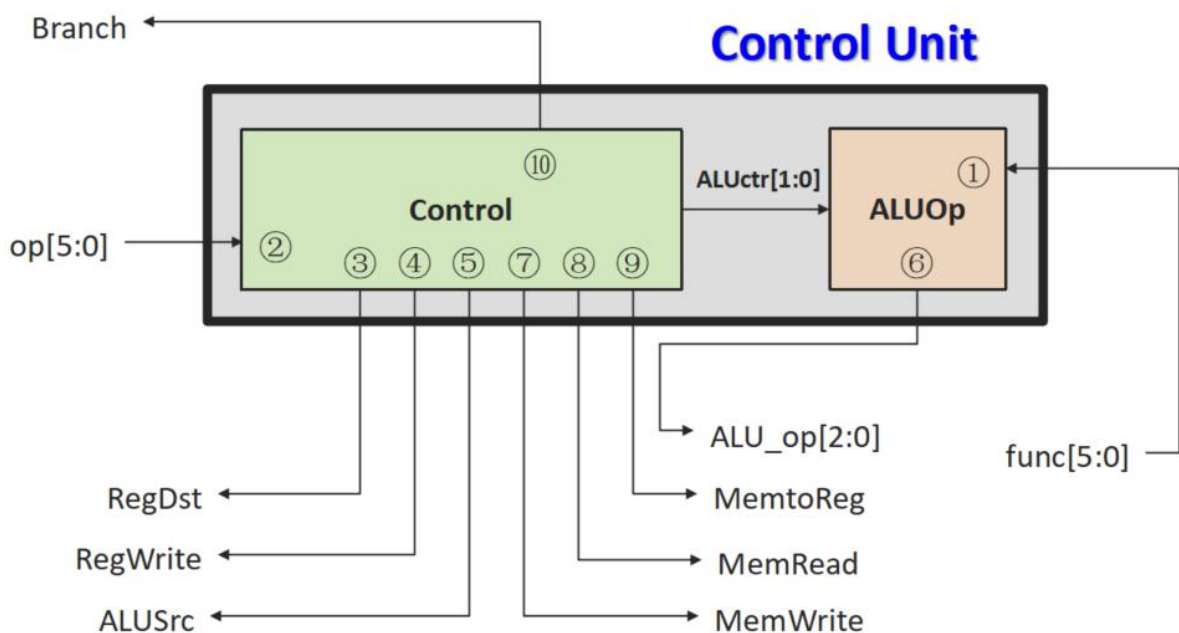 Branch
Control Unit
⑩
①
ALUctr[1:0]
Control
ALUOp
op[5:0]
②
③ ④ ⑤ ⑦ ⑧ ⑨
⑥
ALU_op[2:0]
func[5:0]
RegDst
MemtoReg
RegWrite
MemRead
ALUSrc
MemWrite